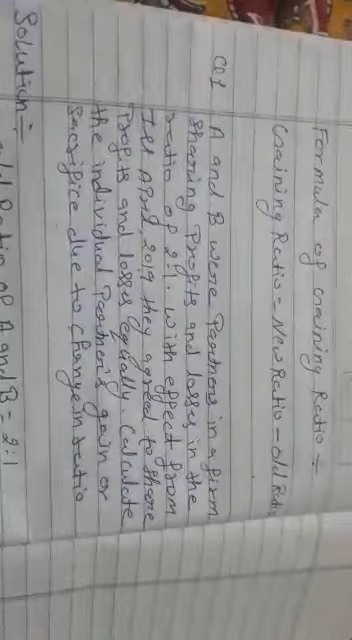 Formula of Gaining Ratio :-
Gaining Ratio = New Ratio - Old Ratio
Q1 A and B were Partners in a firm
sharing Profits and losses in the
ratio of 2:1. With effect from
1st April, 2019 they agreed to share
Profits and losses equally. Calculate
the individual Partner's gain or
Sacrifice due to change in ratio
Solution :-
old Ratio of A and B = 2:1